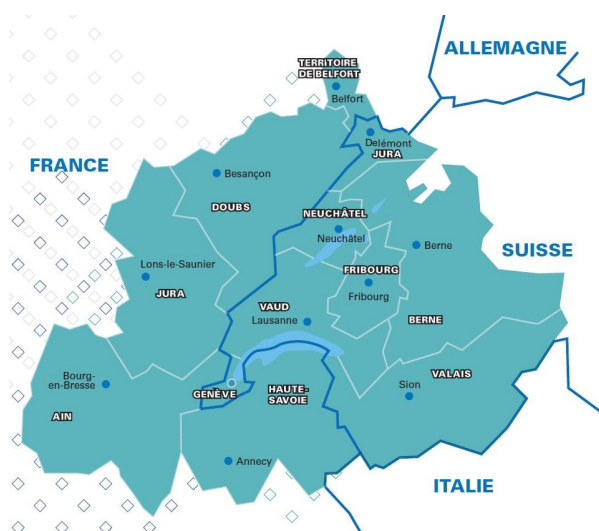 ALLEMAGNE
TERRITOIRE
DE BELFORT
Belfort
Delémont
JURA
FRANCE
Besançon
DOUBS
NEUCHÂTEL
Neuchâtel
Berne
SUISSE
Lons-le-Saunier
JURA
FRIBOURG
Fribourg
VAUD
Lausanne
BERNE
Bourg-
en-Bresse
AIN
GENÈVE
HAUTE-
SAVOIE
VALAIS
Sion
Annecy
ITALIE